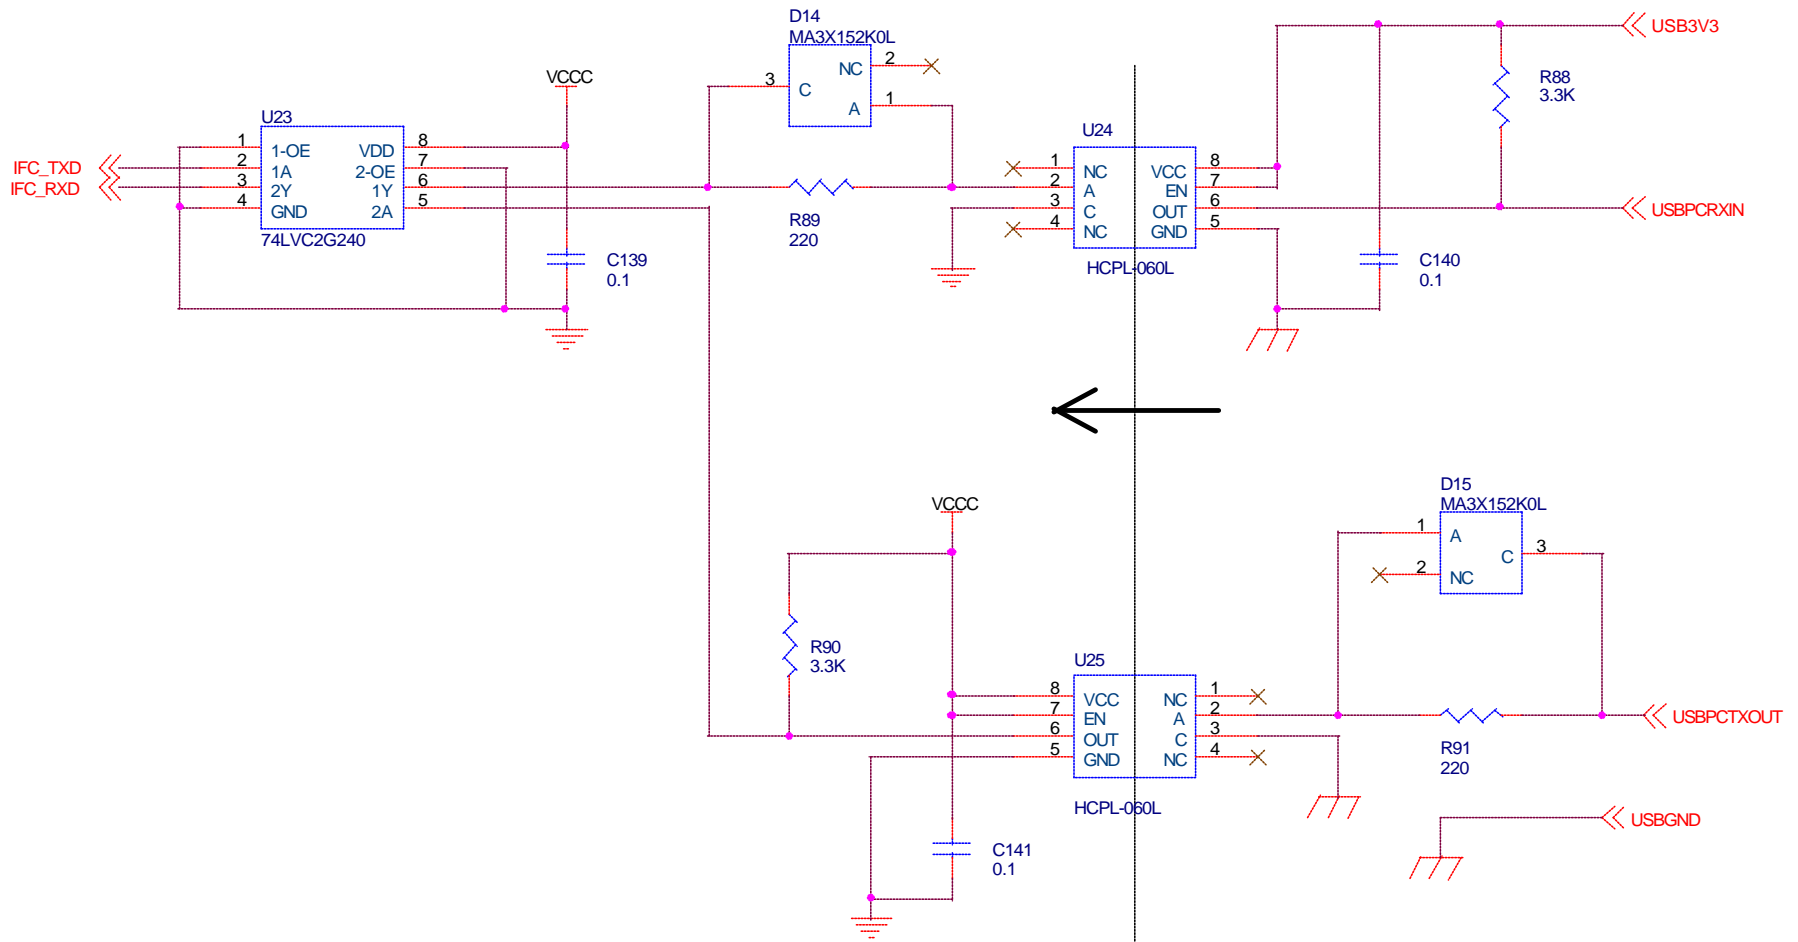 D14
MA3X152K0L
3
C
NC
2
A
1
VCCC
U23
1
2
3
4
1-OE
1A
2Y
GND
VDD
2-OE
1Y
2A
8
7
6
5
74LVC2G240
IFC_TXD
IFC_RXD
R89
220
C139
0.1
U24
1
2
3
4
NC
A
C
NC
VCC
EN
OUT
GND
8
7
6
5
HCPL-060L
USB3V3
R88
3.3K
USBPCRXIN
C140
0.1
VCCC
R90
3.3K
U25
8
7
6
5
VCC
EN
OUT
GND
NC
A
C
NC
1
2
3
4
HCPL-060L
C141
0.1
D15
MA3X152K0L
1
A
2
NC
C
3
R91
220
USBPCTXOUT
USBGND